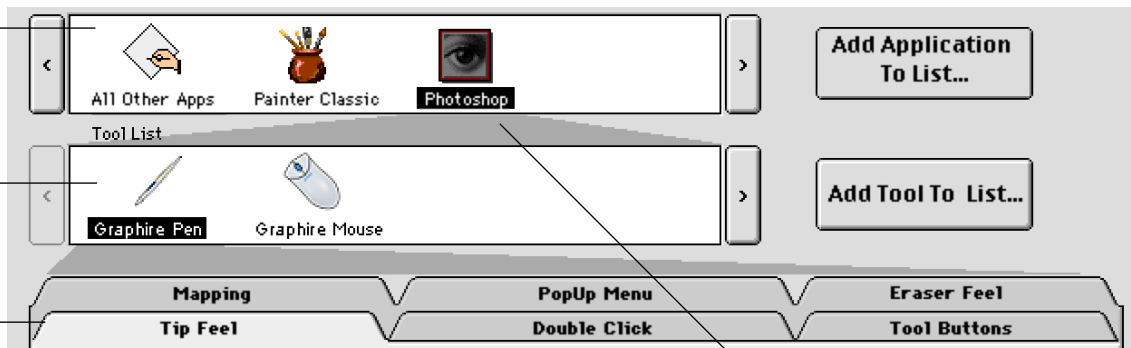 All Other Apps Painter Classic Photoshop
Add Application
To List...
Tool List
Graphire Pen Graphire Mouse
Add Tool To List...
Mapping PopUp Menu Eraser Feel
Tip Feel Double Click Tool Buttons